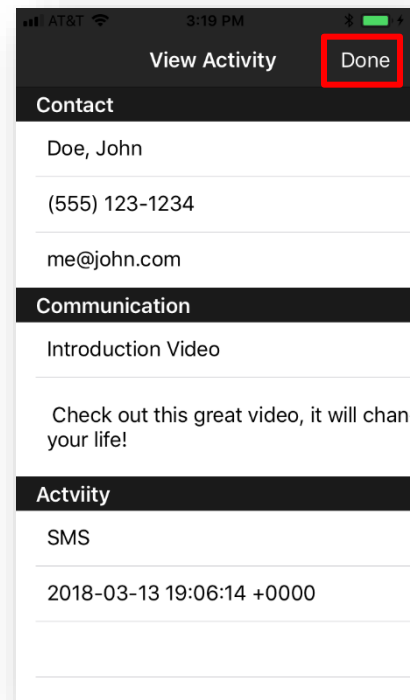 AT&T 3:19 PM
View Activity Done
Contact
Doe, John
(555) 123-1234
me@john.com
Communication
Introduction Video
Check out this great video, it will chan
your life!
Actviity
SMS
2018-03-13 19:06:14 +0000